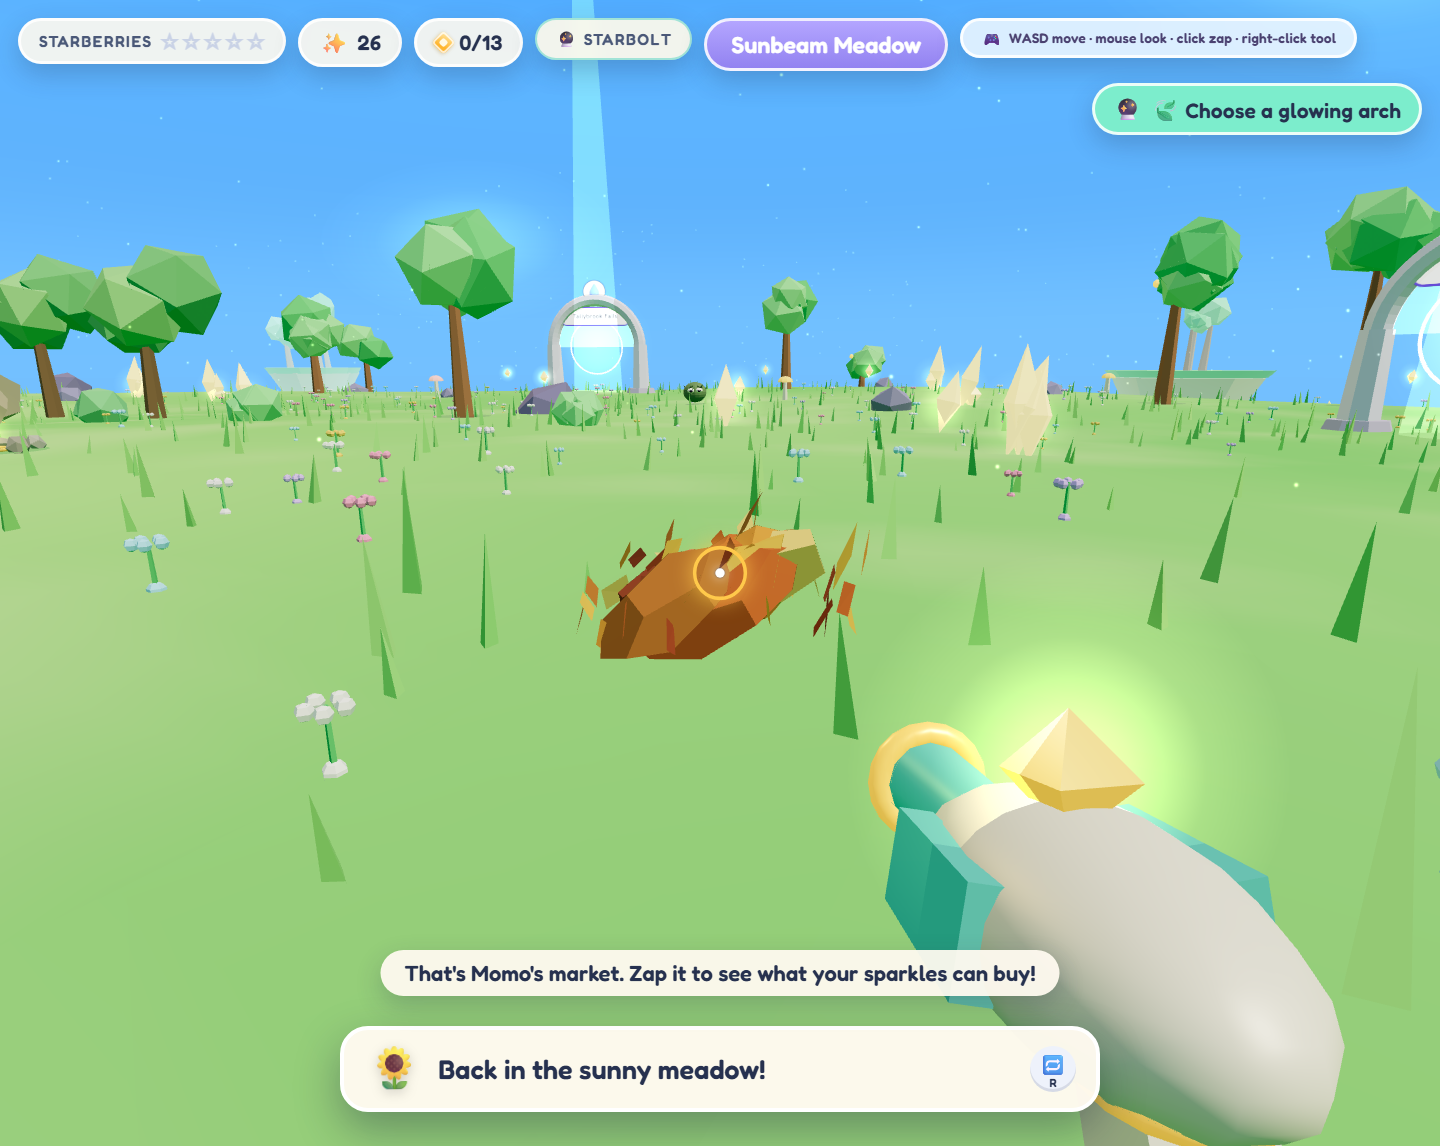 STARBERRIES
26
0/13
STARBOLT
Sunbeam Meadow
WASD move · mouse look · click zap · right-click tool
Choose a glowing arch
That's Momo's market. Zap it to see what your sparkles can buy!
Back in the sunny meadow!
R